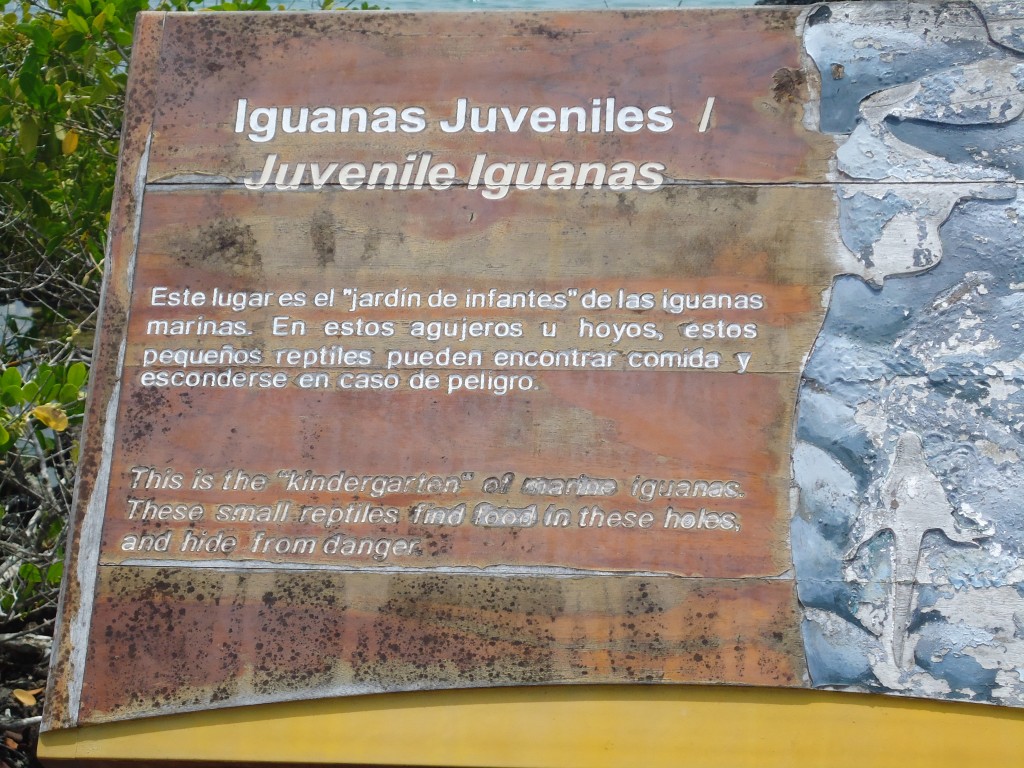 Iguanas Juveniles /
Juvenile Iguanas
Este lugar es el "jardín de infantes" de las iguanas
marinas. En estos agujeros u hoyos, estos
pequeños reptiles pueden encontrar comida y
esconderse en caso de peligro.
This is the "kindergarten" of marine iguanas.
These small reptiles find food in these holes,
and hide from danger.